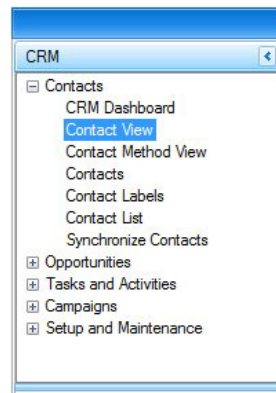 CRM
Contacts
CRM Dashboard
Contact View
Contact Method View
Contacts
Contact Labels
Contact List
Synchronize Contacts
Opportunities
Tasks and Activities
Campaigns
Setup and Maintenance